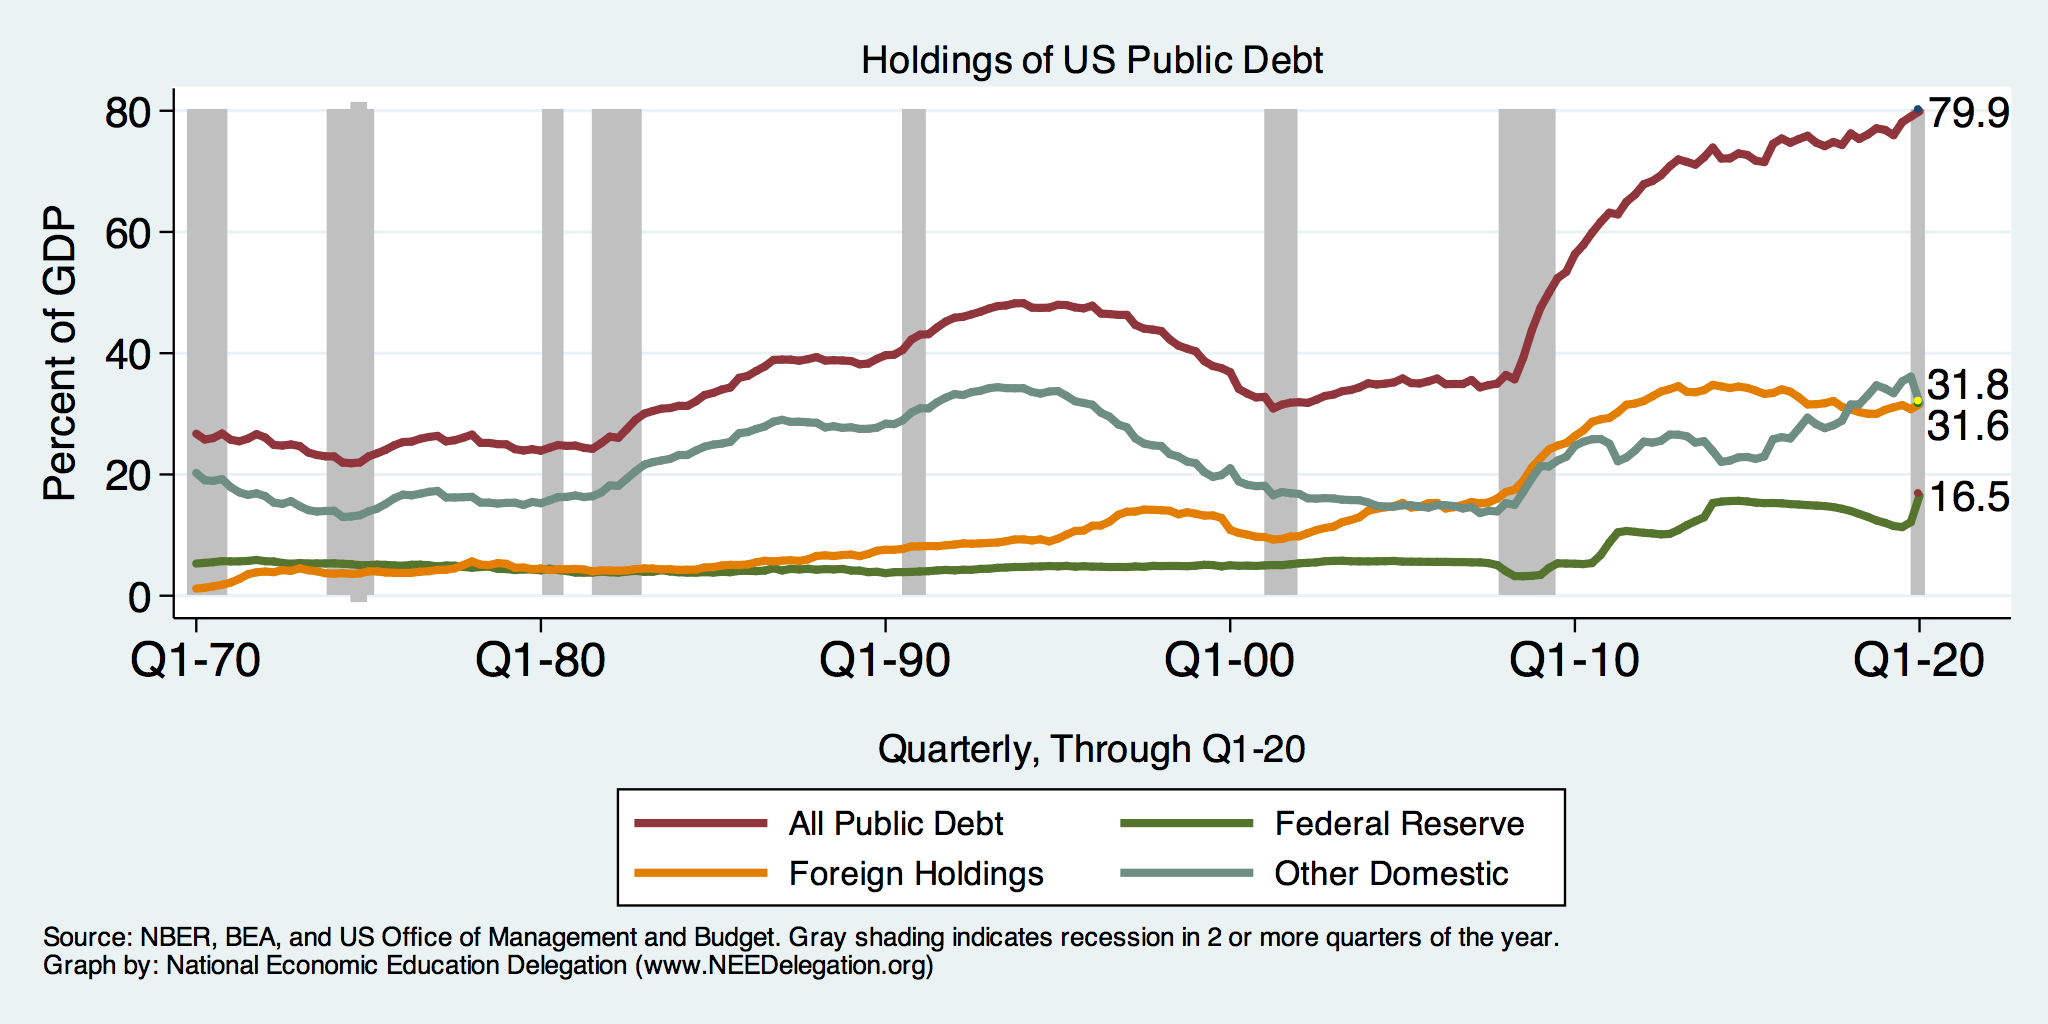 Holdings of US Public Debt
Percent of GDP
80
60
40
20
0
79.9
31.8
31.6
16.5
Q1-70 Q1-80 Q1-90 Q1-00 Q1-10 Q1-20
Quarterly, Through Q1-20
All Public Debt Federal Reserve
Foreign Holdings Other Domestic
Source: NBER, BEA, and US Office of Management and Budget. Gray shading indicates recession in 2 or more quarters of the year.
Graph by: National Economic Education Delegation (www.NEEDelegation.org)